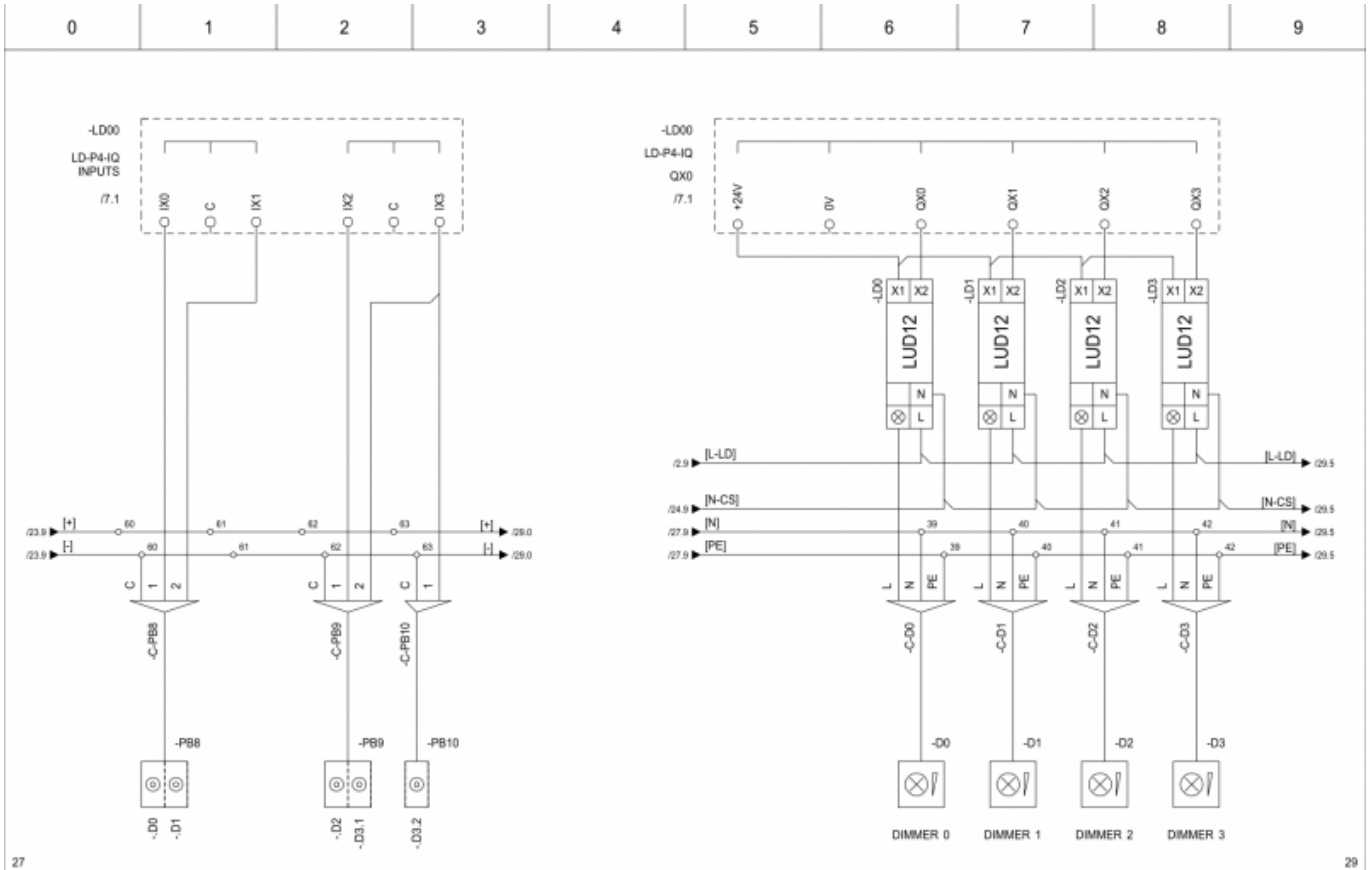 0 1 2 3 4 5 6 7 8 9
-LD00
LD-P4-IQ
INPUTS
/7.1
IX0 C IX1 IX2 C IX3
-LD00
LD-P4-IQ
QX0
/7.1
+24V 0V QX0 QX1 QX2 QX3
-LD0 X1 X2 -LD1 X1 X2 -LD2 X1 X2 -LD3 X1 X2
LUD12 LUD12 LUD12 LUD12
N N N N
L L L L
/2.9 [L-LD] [L-LD] /29.5
/24.9 [N-CS] [N-CS] /29.5
/23.9 [+] 60 61 62 63 [+] /29.0
/27.9 [N] 39 40 41 42 [N] /29.5
/23.9 [-] 60 61 62 63 [-] /29.0
/27.9 [PE] 39 40 41 42 [PE] /29.5
C 1 2 C 1 2 C 1
L N PE L N PE L N PE L N PE
-C-PB8 -C-PB9 -C-PB10
-C-D0 -C-D1 -C-D2 -C-D3
-PB8 -PB9 -PB10
-D0 -D1 -D2 -D3
-.D0 -.D1 -.D2 -.D3.1 -.D3.2
DIMMER 0 DIMMER 1 DIMMER 2 DIMMER 3
27 29